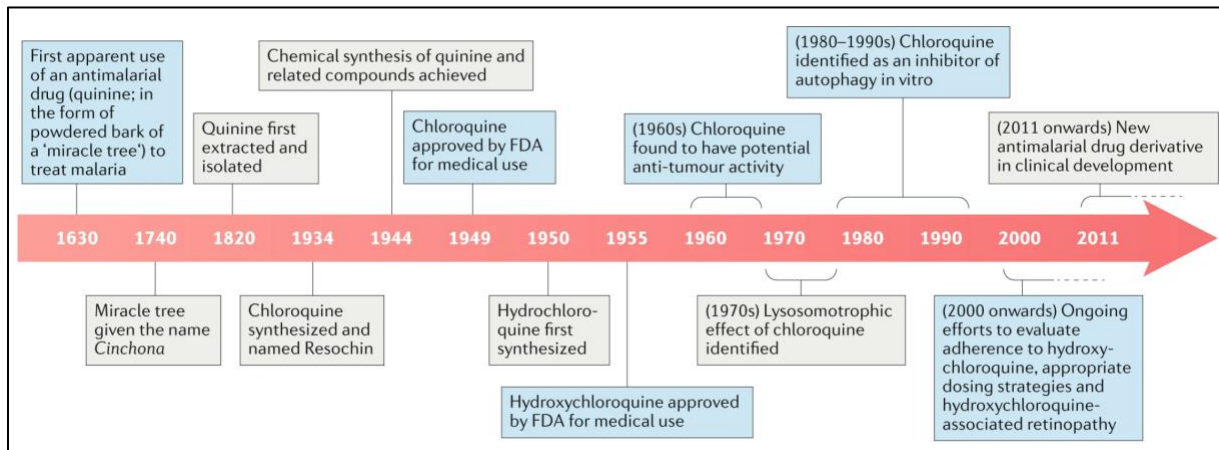 First apparent use
of an antimalarial
drug (quinine; in
the form of
powdered bark of
a ‘miracle tree’) to
treat malaria
Quinine first
extracted and
isolated
Chemical synthesis of quinine and
related compounds achieved
Chloroquine
approved by FDA
for medical use
(1960s) Chloroquine
found to have potential
anti-tumour activity
(1980–1990s) Chloroquine
identified as an inhibitor of
autophagy in vitro
(2011 onwards) New
antimalarial drug derivative
in clinical development
1630 1740 1820 1934 1944 1949 1950 1955 1960 1970 1980 1990 2000 2011
Miracle tree
given the name
Cinchona
Chloroquine
synthesized and
named Resochin
Hydrochloro-
quine first
synthesized
Hydroxychloroquine approved
by FDA for medical use
(1970s) Lysosomotrophic
effect of chloroquine
identified
(2000 onwards) Ongoing
efforts to evaluate
adherence to hydroxy-
chloroquine, appropriate
dosing strategies and
hydroxychloroquine-
associated retinopathy